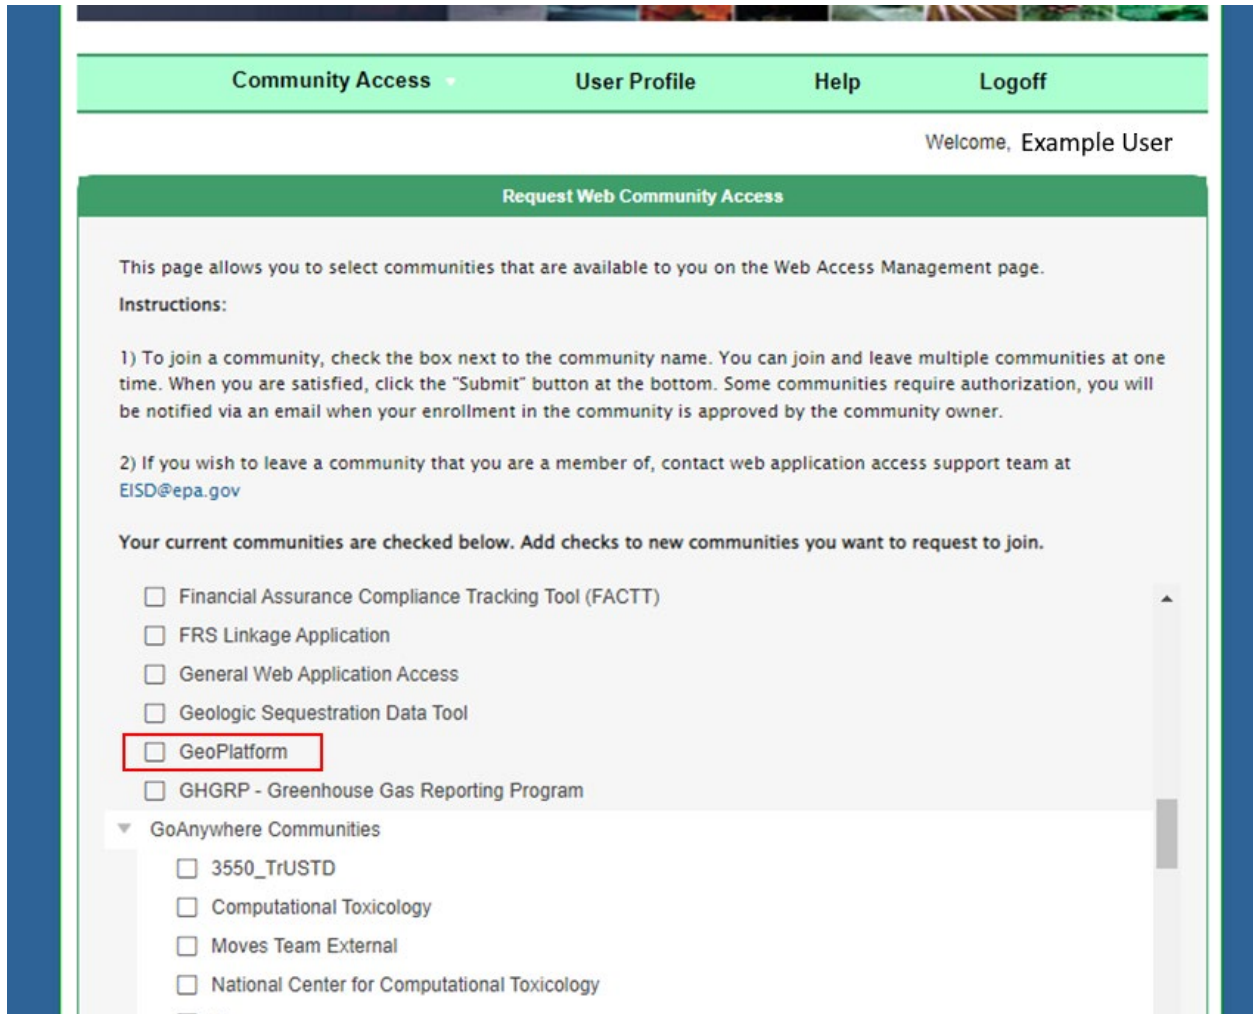 Community Access
User Profile
Help
Logoff
Welcome, Example User
Request Web Community Access
This page allows you to select communities that are available to you on the Web Access Management page.
Instructions:
1) To join a community, check the box next to the community name. You can join and leave multiple communities at one
time. When you are satisfied, click the "Submit" button at the bottom. Some communities require authorization, you will
be notified via an email when your enrollment in the community is approved by the community owner.
2) If you wish to leave a community that you are a member of, contact web application access support team at
EISD@epa.gov
Your current communities are checked below. Add checks to new communities you want to request to join.
Financial Assurance Compliance Tracking Tool (FACTT)
FRS Linkage Application
General Web Application Access
Geologic Sequestration Data Tool
GeoPlatform
GHGRP - Greenhouse Gas Reporting Program
GoAnywhere Communities
3550_TrUSTD
Computational Toxicology
Moves Team External
National Center for Computational Toxicology